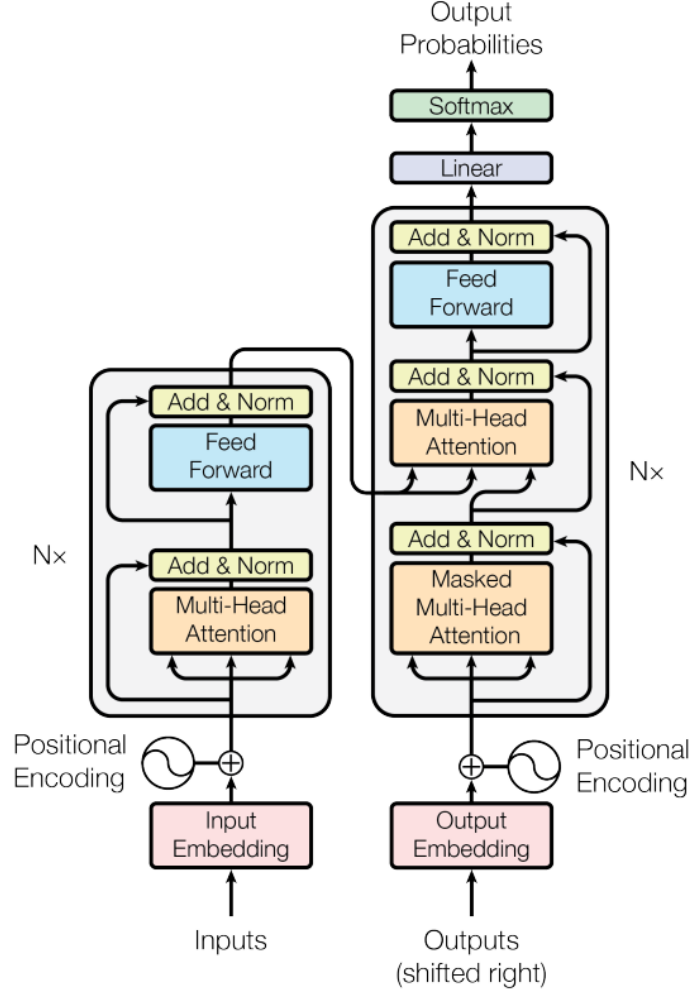 Output
Probabilities
Softmax
Linear
Add & Norm
Feed
Forward
Add & Norm
Multi-Head
Attention
Nx
Add & Norm
Masked
Multi-Head
Attention
Add & Norm
Feed
Forward
Nx
Add & Norm
Multi-Head
Attention
Positional
Encoding
Positional
Encoding
Input
Embedding
Output
Embedding
Inputs
Outputs
(shifted right)